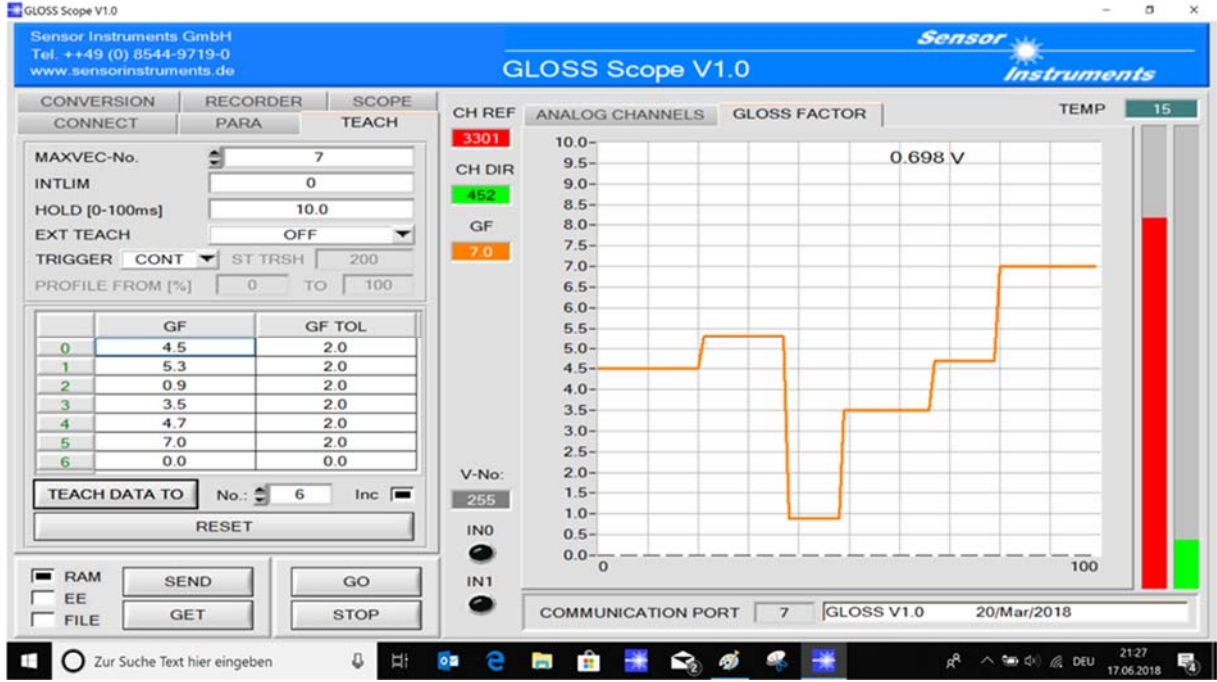 GLOSS Scope V1.0
Sensor Instruments GmbH
Tel. ++49 (0) 8544-9719-0
www.sensorinstruments.de
GLOSS Scope V1.0
Sensor
Instruments
CONVERSION RECORDER SCOPE
CONNECT PARA TEACH
MAXVEC-No. 7
INTLIM 0
HOLD [0-100ms] 10.0
EXT TEACH OFF
TRIGGER CONT ST TRSH 200
PROFILE FROM [%] 0 TO 100
GF GF TOL
0 4.5 2.0
1 5.3 2.0
2 0.9 2.0
3 3.5 2.0
4 4.7 2.0
5 7.0 2.0
6 0.0 0.0
TEACH DATA TO No.: 6 Inc
RESET
RAM
EE
FILE
SEND
GET
GO
STOP
CH REF
3301
CH DIR
452
GF
7.0
V-No:
255
IN0
IN1
ANALOG CHANNELS GLOSS FACTOR
TEMP 15
0.698 V
10.0
9.5
9.0
8.5
8.0
7.5
7.0
6.5
6.0
5.5
5.0
4.5
4.0
3.5
3.0
2.5
2.0
1.5
1.0
0.5
0.0
0 100
COMMUNICATION PORT 7 GLOSS V1.0 20/Mar/2018
Zur Suche Text hier eingeben
2
DEU
21:27
17.06.2018
4